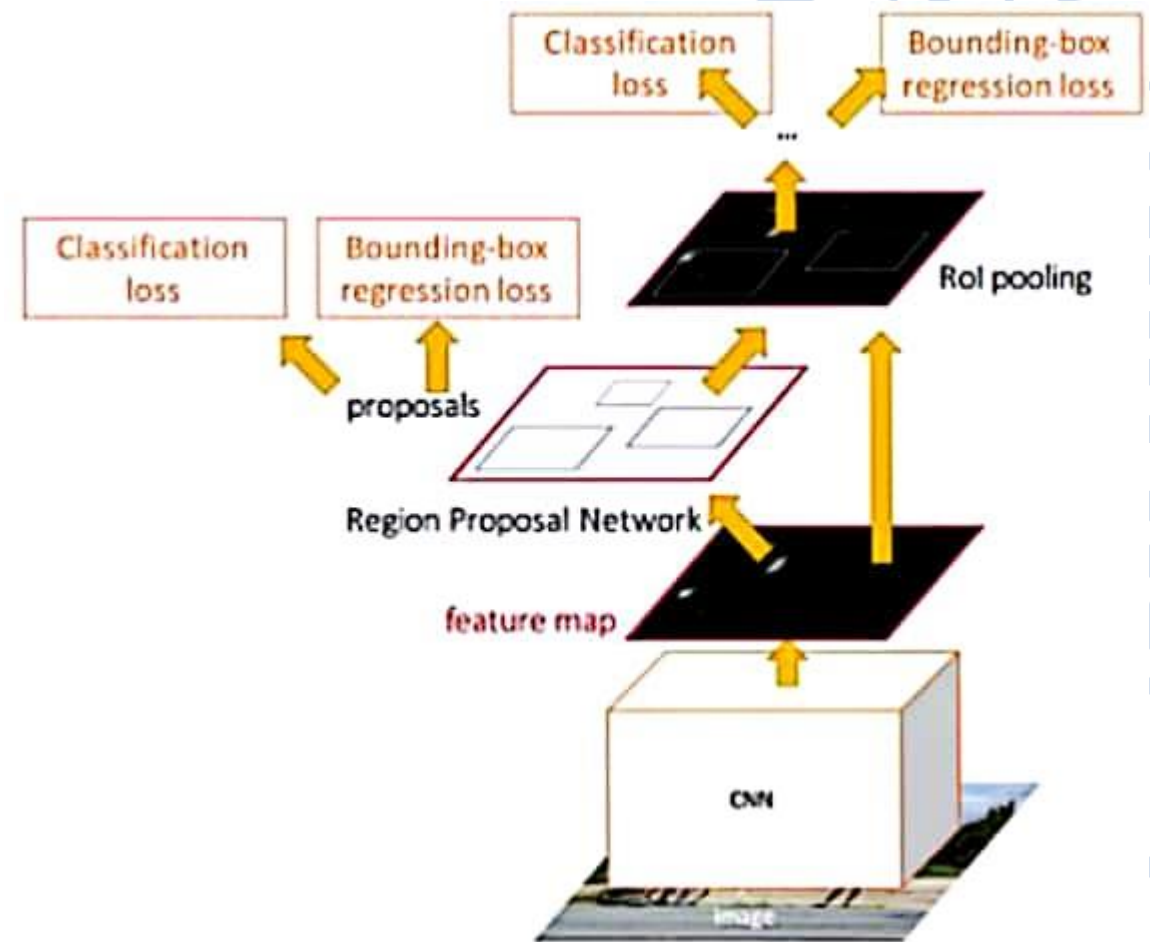 Classification
loss
Bounding-box
regression loss
...
Classification
loss
Bounding-box
regression loss
RoI pooling
proposals
Region Proposal Network
feature map
CNN
image